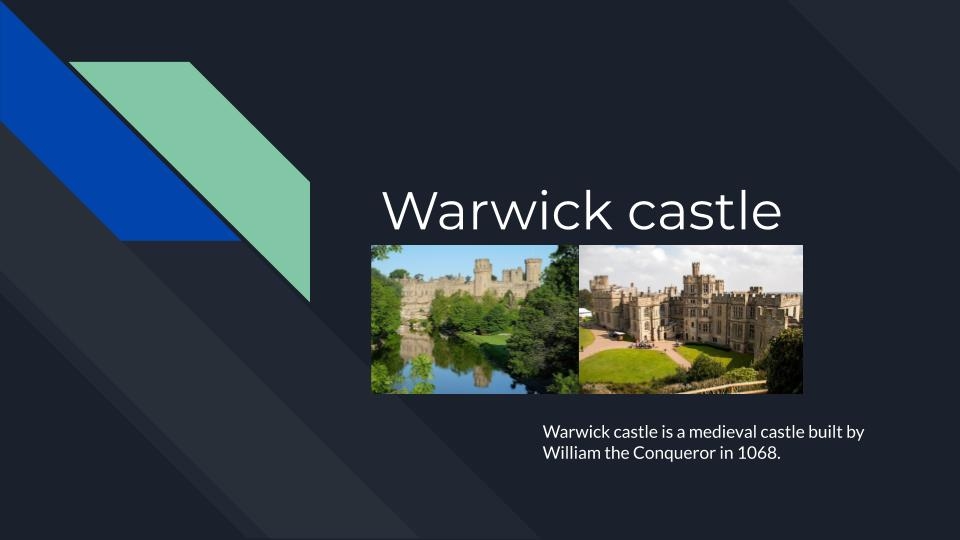 Warwick castle
Warwick castle is a medieval castle built by
William the Conqueror in 1068.